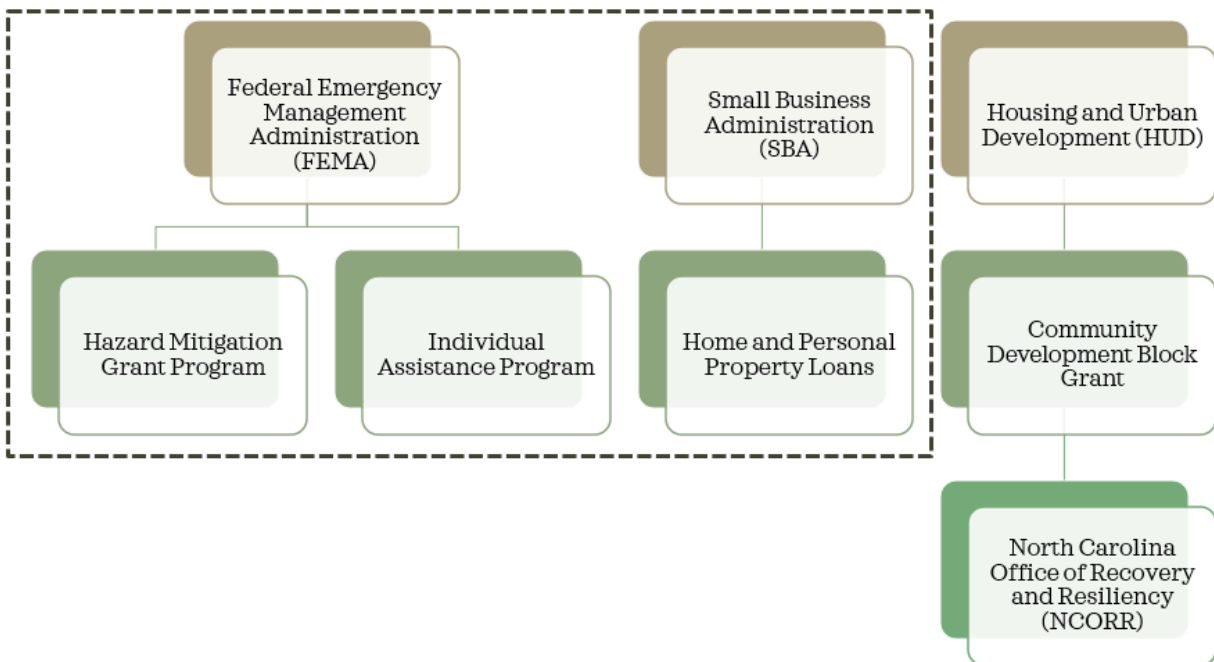 Federal Emergency
Management
Administration
(FEMA)
Small Business
Administration
(SBA)
Housing and Urban
Development (HUD)
Hazard Mitigation
Grant Program
Individual
Assistance Program
Home and Personal
Property Loans
Community
Development Block
Grant
North Carolina
Office of Recovery
and Resiliency
(NCORR)